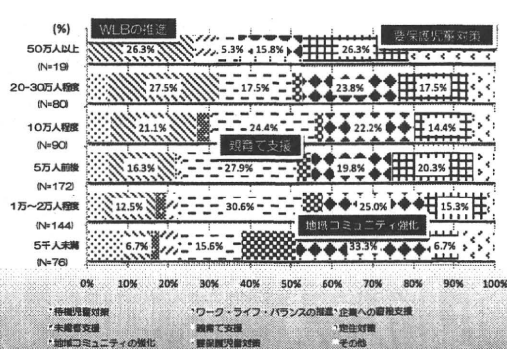 (%)
WLBの推進
要保護児童対策
50万人以上
(N=19)
26.3% 5.3% 15.8% 26.3%
20-30万人程度
(N=80)
27.5% 17.5% 23.8% 17.5%
10万人程度
(N=90)
21.1% 24.4% 22.2% 14.4%
親育て支援
5万人前後
(N=172)
16.3% 27.9% 19.8% 20.3%
1万~2万人程度
(N=144)
12.5% 30.6% 25.0% 15.3%
地域コミュニティ強化
5千人未満
(N=76)
6.7% 15.6% 33.3% 6.7%
0% 10% 20% 30% 40% 50% 60% 70% 80% 90% 100%
待機児童対策 ワーク・ライフ・バランスの推進 企業への直接支援
未婚者支援 親育て支援 定住対策
地域コミュニティの強化 要保護児童対策 その他